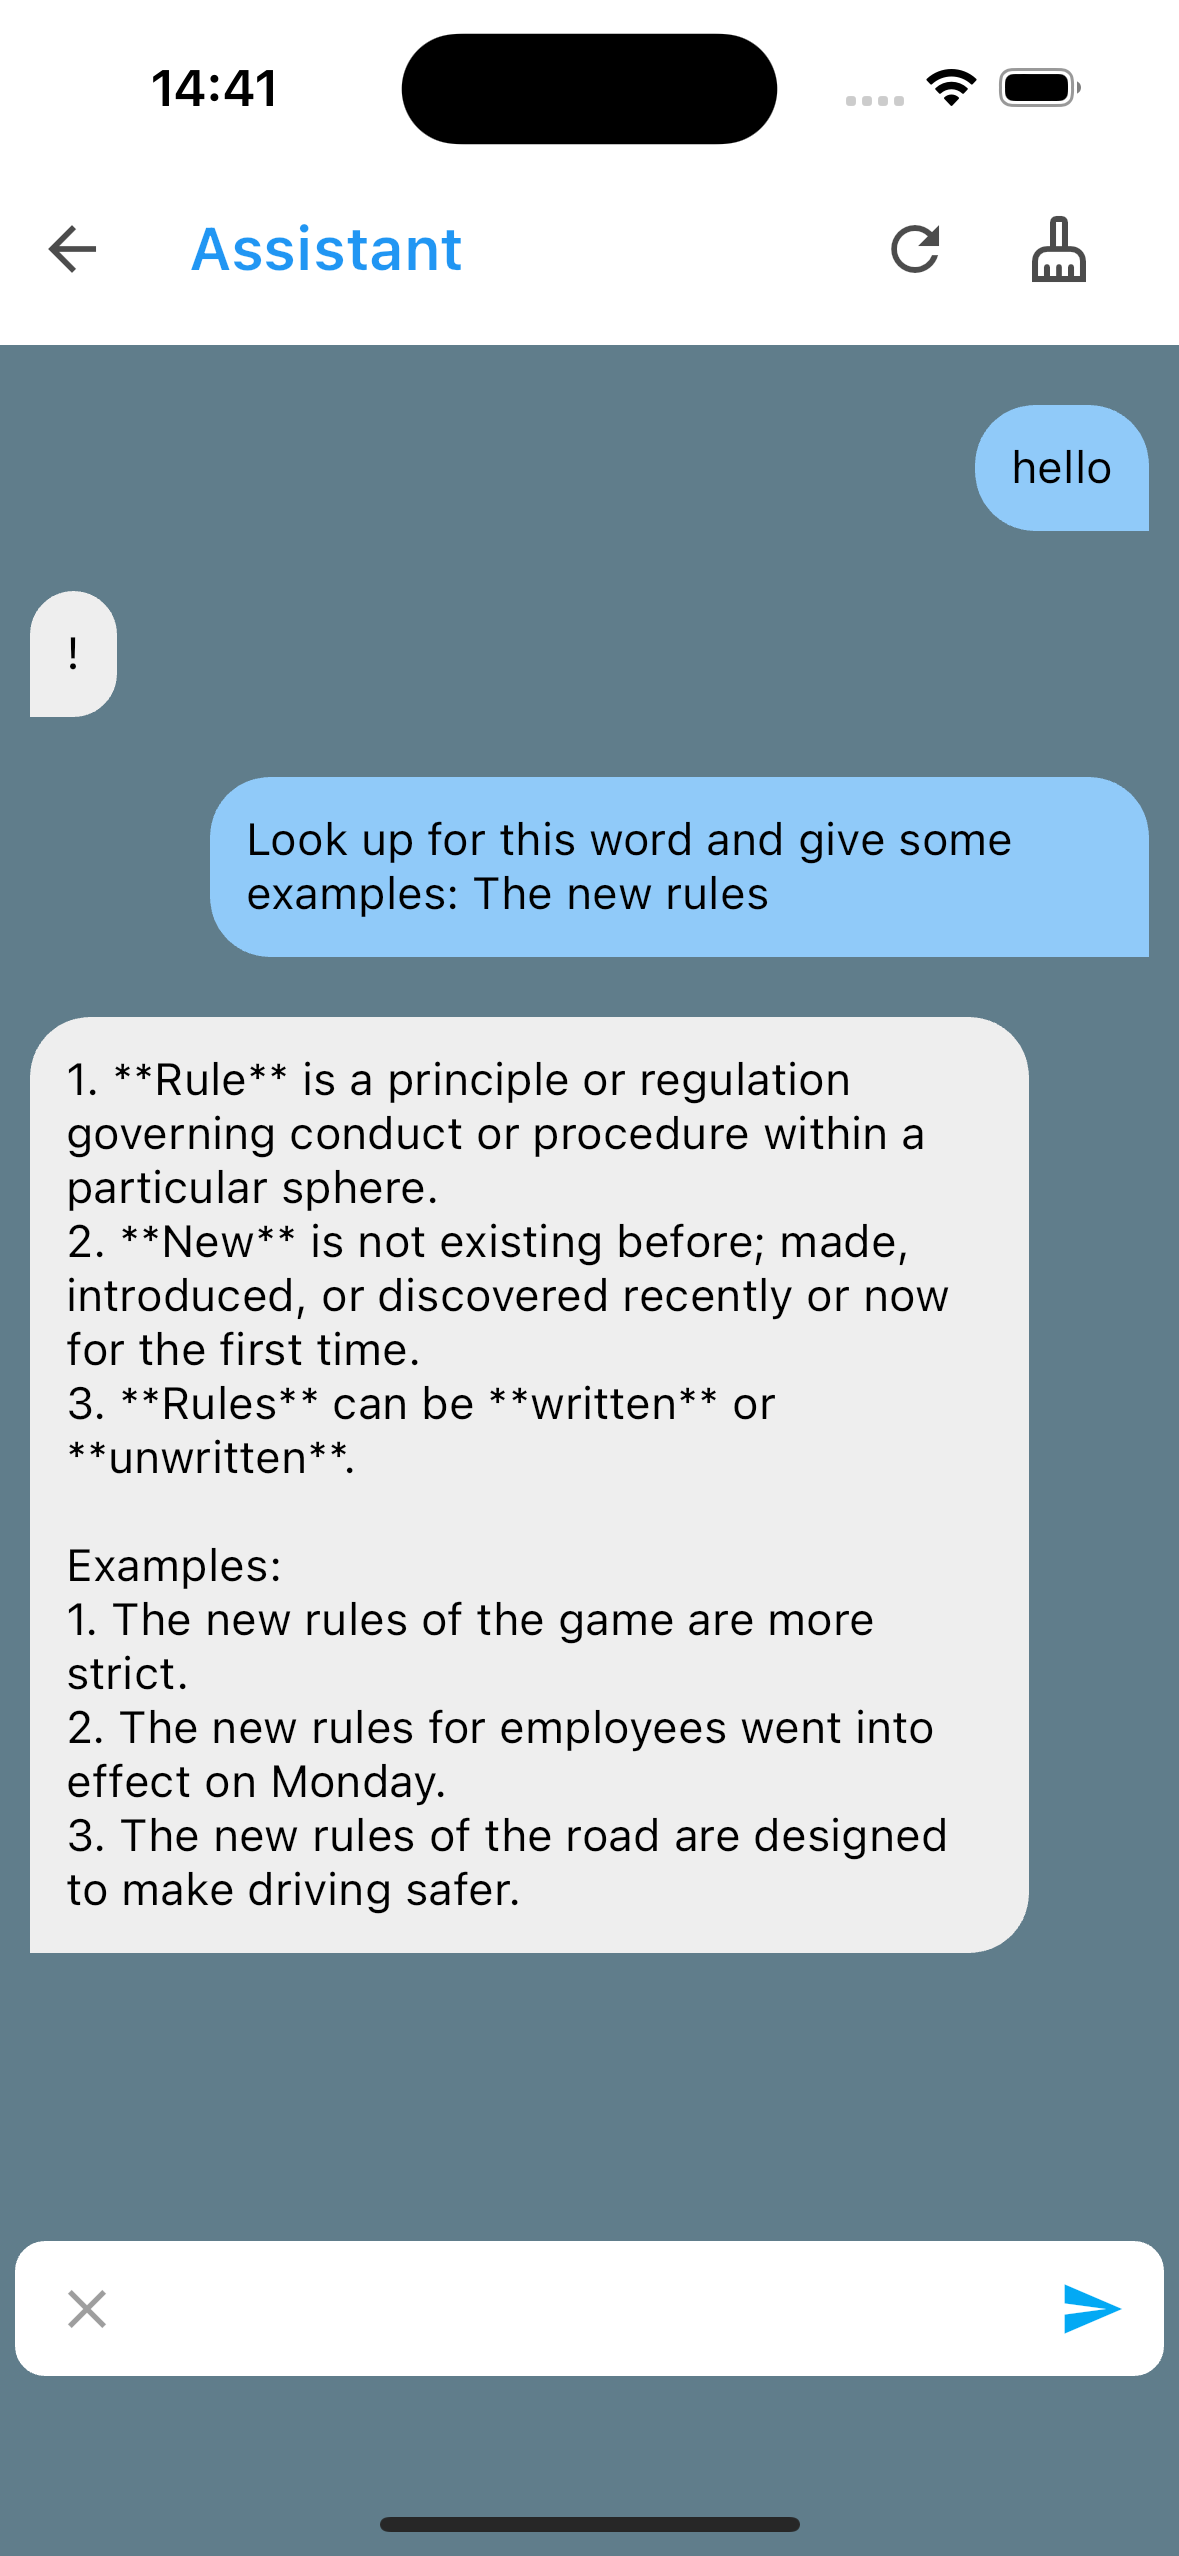 14:41
Assistant
hello
!
Look up for this word and give some
examples: The new rules
1. **Rule** is a principle or regulation
governing conduct or procedure within a
particular sphere.
2. **New** is not existing before; made,
introduced, or discovered recently or now
for the first time.
3. **Rules** can be **written** or
**unwritten**.
Examples:
1. The new rules of the game are more
strict.
2. The new rules for employees went into
effect on Monday.
3. The new rules of the road are designed
to make driving safer.